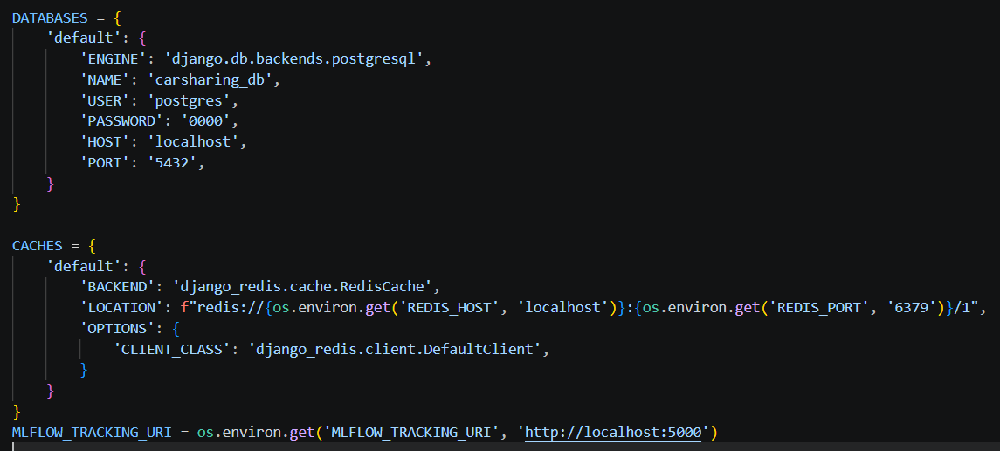 DATABASES = {
    'default': {
        'ENGINE': 'django.db.backends.postgresql',
        'NAME': 'carsharing_db',
        'USER': 'postgres',
        'PASSWORD': '0000',
        'HOST': 'localhost',
        'PORT': '5432',
    }
}

CACHES = {
    'default': {
        'BACKEND': 'django_redis.cache.RedisCache',
        'LOCATION': f"redis://{os.environ.get('REDIS_HOST', 'localhost')}:{os.environ.get('REDIS_PORT', '6379')}/1",
        'OPTIONS': {
            'CLIENT_CLASS': 'django_redis.client.DefaultClient',
        }
    }
}
MLFLOW_TRACKING_URI = os.environ.get('MLFLOW_TRACKING_URI', 'http://localhost:5000')